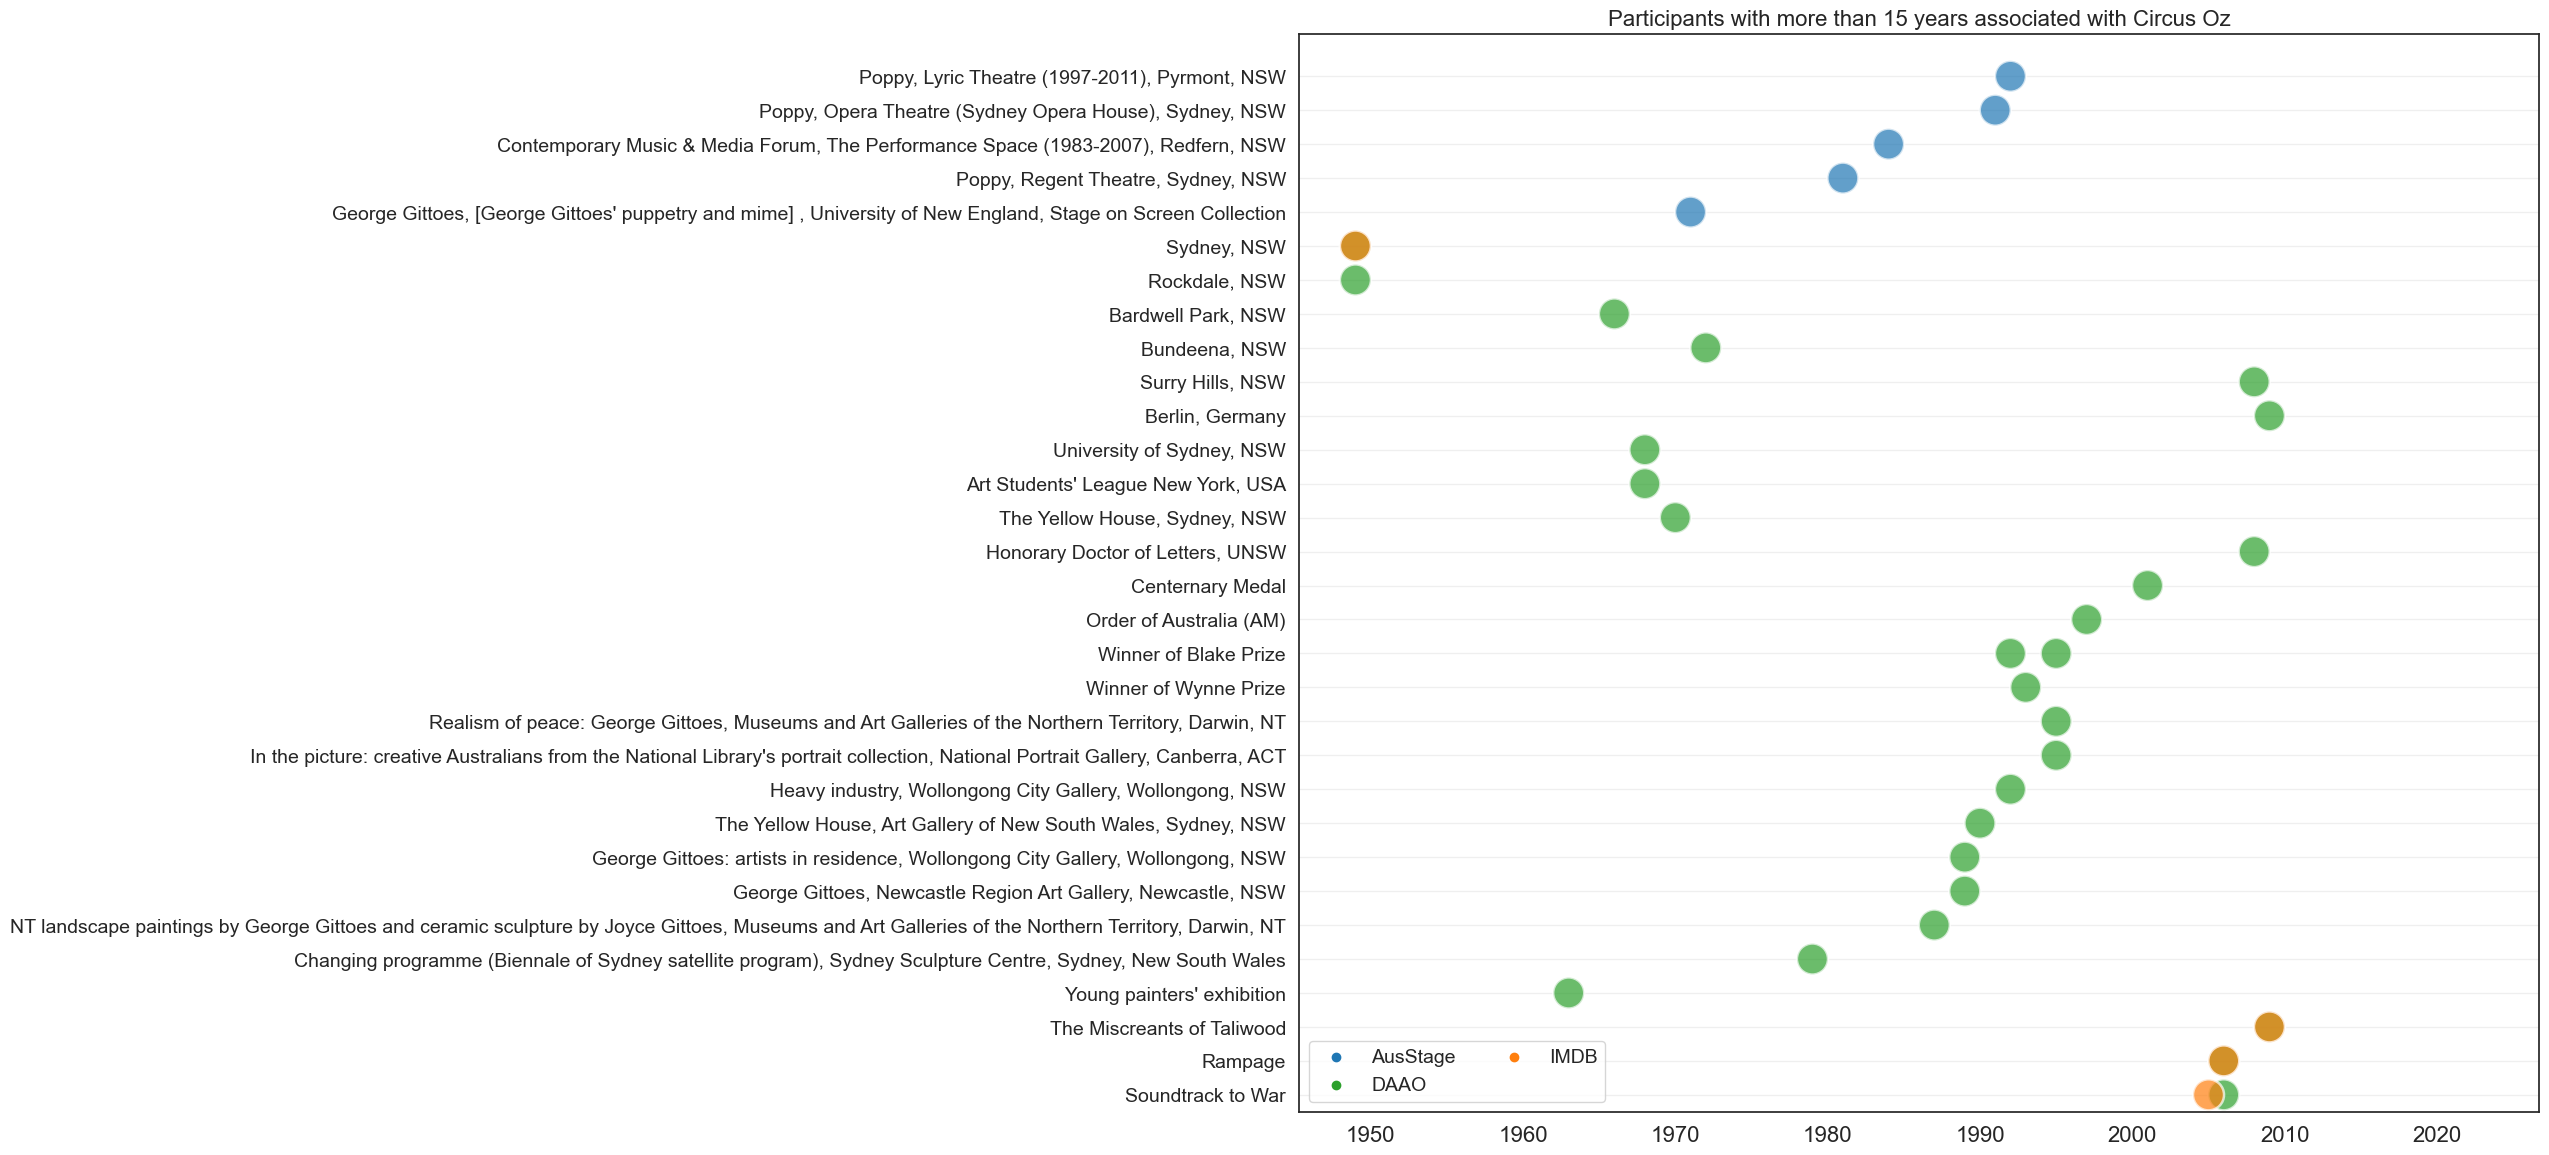 Participants with more than 15 years associated with Circus Oz
Poppy, Lyric Theatre (1997-2011), Pyrmont, NSW
Poppy, Opera Theatre (Sydney Opera House), Sydney, NSW
Contemporary Music & Media Forum, The Performance Space (1983-2007), Redfern, NSW
Poppy, Regent Theatre, Sydney, NSW
George Gittoes, [George Gittoes' puppetry and mime] , University of New England, Stage on Screen Collection
Sydney, NSW
Rockdale, NSW
Bardwell Park, NSW
Bundeena, NSW
Surry Hills, NSW
Berlin, Germany
University of Sydney, NSW
Art Students' League New York, USA
The Yellow House, Sydney, NSW
Honorary Doctor of Letters, UNSW
Centernary Medal
Order of Australia (AM)
Winner of Blake Prize
Winner of Wynne Prize
Realism of peace: George Gittoes, Museums and Art Galleries of the Northern Territory, Darwin, NT
In the picture: creative Australians from the National Library's portrait collection, National Portrait Gallery, Canberra, ACT
Heavy industry, Wollongong City Gallery, Wollongong, NSW
The Yellow House, Art Gallery of New South Wales, Sydney, NSW
George Gittoes: artists in residence, Wollongong City Gallery, Wollongong, NSW
George Gittoes, Newcastle Region Art Gallery, Newcastle, NSW
NT landscape paintings by George Gittoes and ceramic sculpture by Joyce Gittoes, Museums and Art Galleries of the Northern Territory, Darwin, NT
Changing programme (Biennale of Sydney satellite program), Sydney Sculpture Centre, Sydney, New South Wales
Young painters' exhibition
The Miscreants of Taliwood
Rampage
Soundtrack to War
AusStage IMDB
DAAO
1950 1960 1970 1980 1990 2000 2010 2020